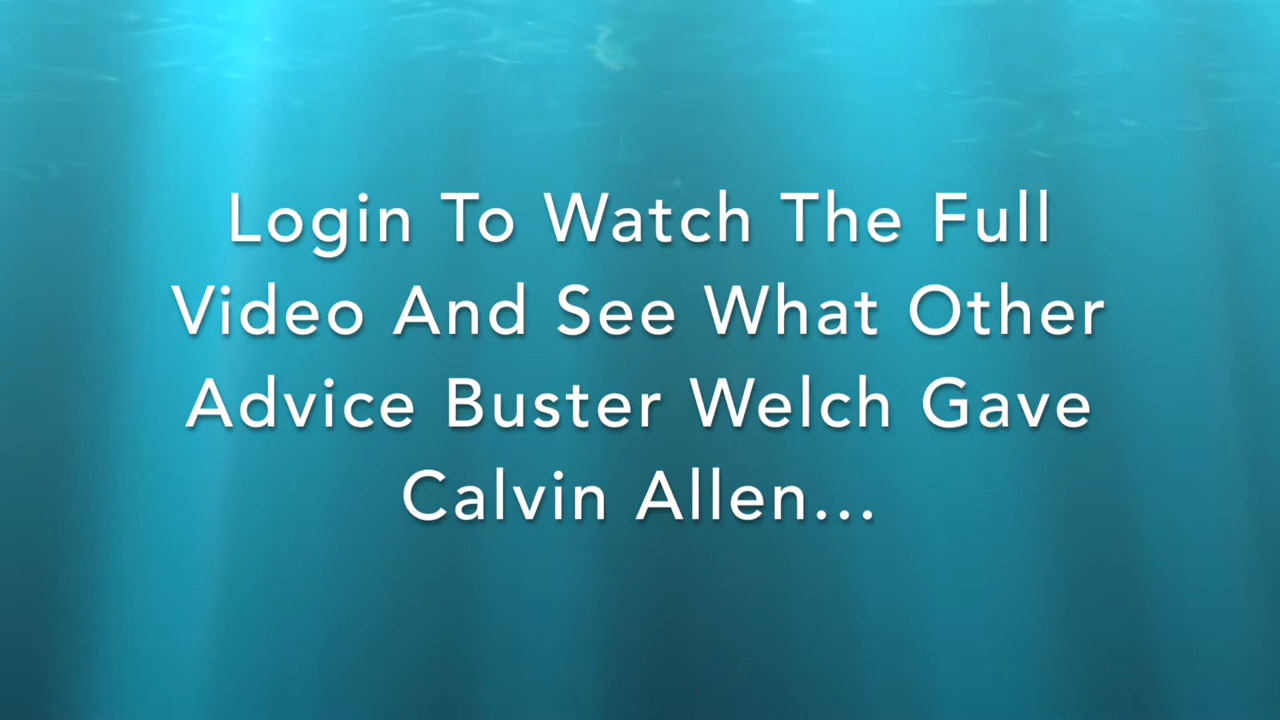 Login To Watch The Full
Video And See What Other
Advice Buster Welch Gave
Calvin Allen...